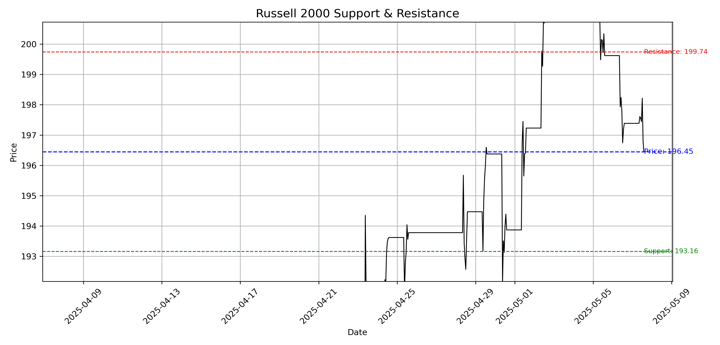 Russell 2000 Support & Resistance
Price
200
199
198
197
196
195
194
193
Resistance: 199.74
Price: 196.45
Support: 193.16
2025-04-09
2025-04-13
2025-04-17
2025-04-21
2025-04-25
2025-04-29
2025-05-01
2025-05-05
2025-05-09
Date